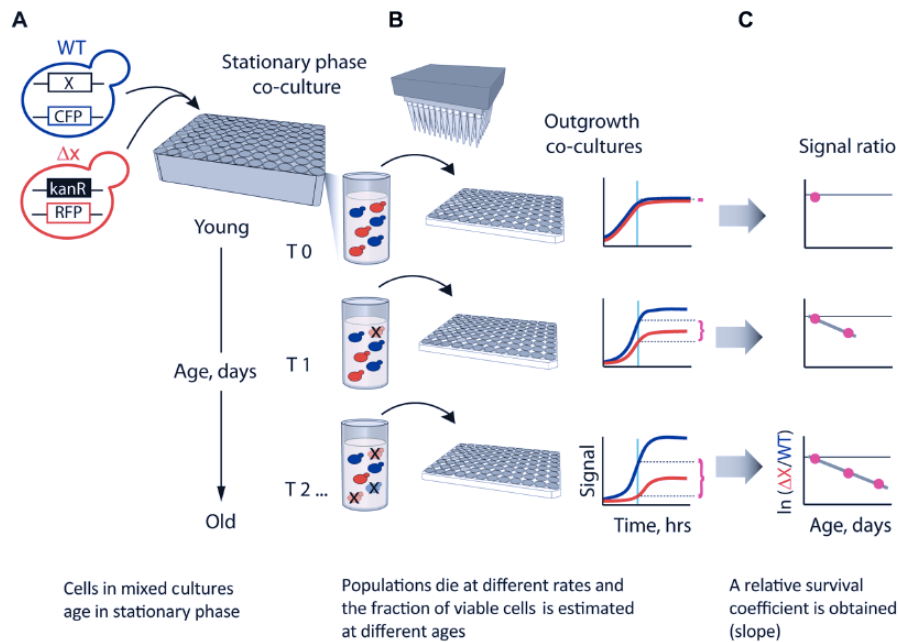 A
B
C
WT
X
CFP
Δx
kanR
RFP
Stationary phase
co-culture
Outgrowth
co-cultures
Signal ratio
Young
T 0
Age, days
T 1
X
Old
T 2 ...
X
X
X
Signal
Time, hrs
ln (ΔX/WT)
Age, days
Cells in mixed cultures
age in stationary phase
Populations die at different rates and
the fraction of viable cells is estimated
at different ages
A relative survival
coefficient is obtained
(slope)